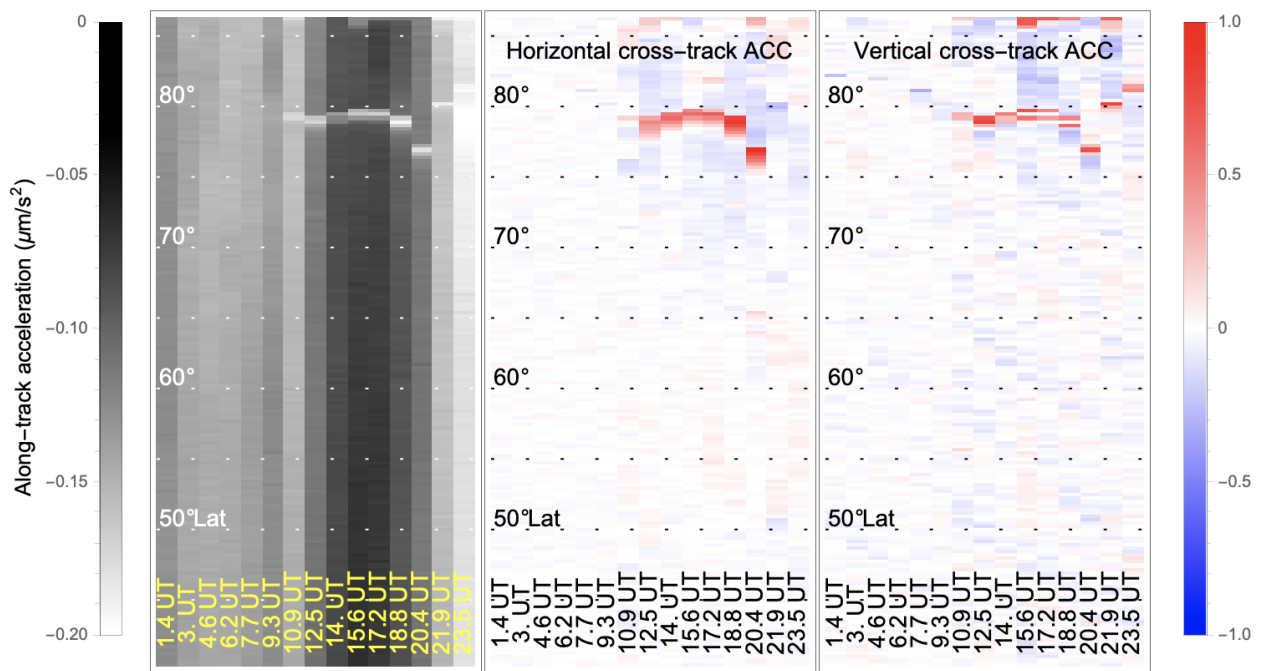 0
−0.05
−0.10
−0.15
−0.20
Along−track acceleration (μm/s²)
80°
70°
60°
50°Lat
1.4 UT
3. UT
4.6 UT
6.2 UT
7.7 UT
9.3 UT
10.9 UT
12.5 UT
14. UT
15.6 UT
17.2 UT
18.8 UT
20.4 UT
21.9 UT
23.5 UT
Horizontal cross−track ACC
80°
70°
60°
50°Lat
1.4 UT
3. UT
4.6 UT
6.2 UT
7.7 UT
9.3 UT
10.9 UT
12.5 UT
14. UT
15.6 UT
17.2 UT
18.8 UT
20.4 UT
21.9 UT
23.5 UT
Vertical cross−track ACC
80°
70°
60°
50°Lat
1.4 UT
3. UT
4.6 UT
6.2 UT
7.7 UT
9.3 UT
10.9 UT
12.5 UT
14. UT
15.6 UT
17.2 UT
18.8 UT
20.4 UT
21.9 UT
23.5 UT
1.0
0.5
0
−0.5
−1.0